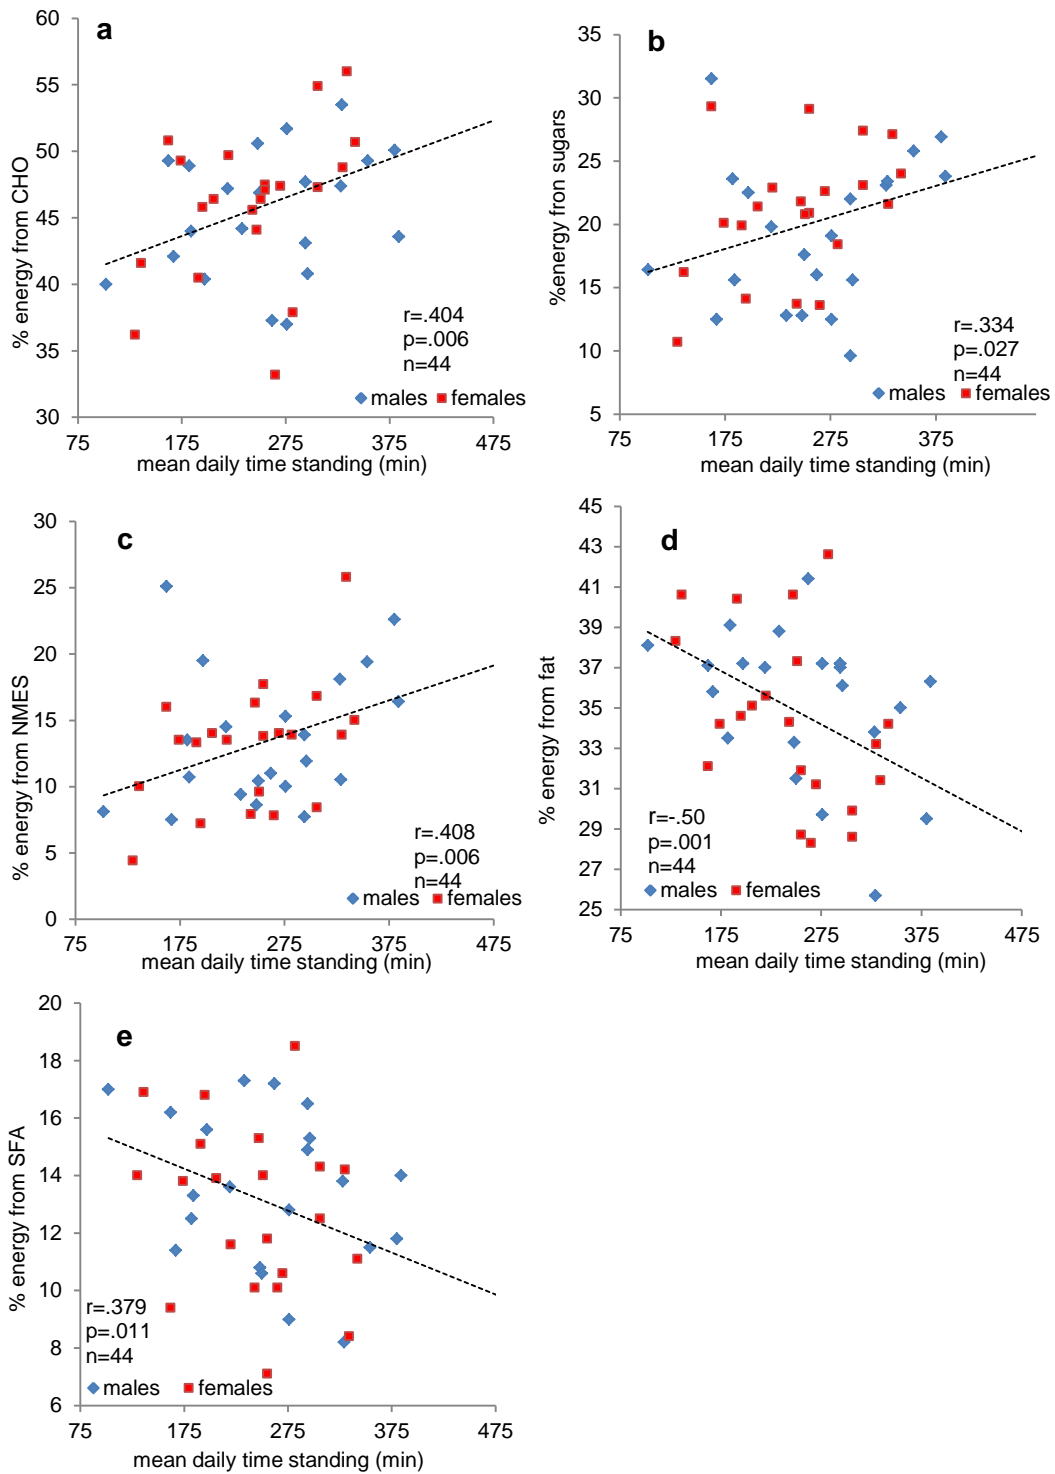 a
60
55
50
45
40
35
30
% energy from CHO
r=.404
p=.006
n=44
males females
75 175 275 375 475
mean daily time standing (min)
b
35
30
25
20
15
10
5
%energy fron sugars
r=.334
p=.027
n=44
males females
75 175 275 375
mean daily time standing (min)
c
30
25
20
15
10
5
0
% energy from NMES
r=.408
p=.006
n=44
males females
75 175 275 375 475
mean daily time standing (min)
d
45
43
41
39
37
35
33
31
29
27
25
% energy from fat
r=-.50
p=.001
n=44
males females
75 175 275 375 475
mean daily time standing (min)
e
20
18
16
14
12
10
8
6
% energy from SFA
r=.379
p=.011
n=44
males females
75 175 275 375 475
mean daily time standing (min)